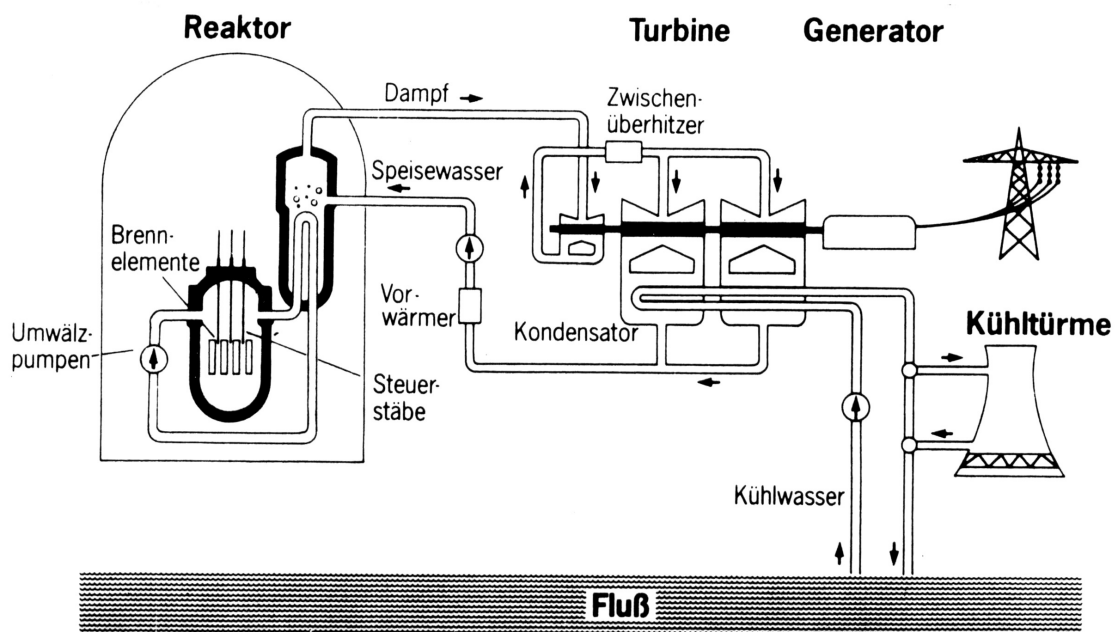 Reaktor
Turbine
Generator
Dampf
Zwischen-
überhitzer
Speisewasser
Brenn-
elemente
Vor-
wärmer
Umwälz-
pumpen
Kondensator
Kühltürme
Steuer-
stäbe
Kühlwasser
Fluß